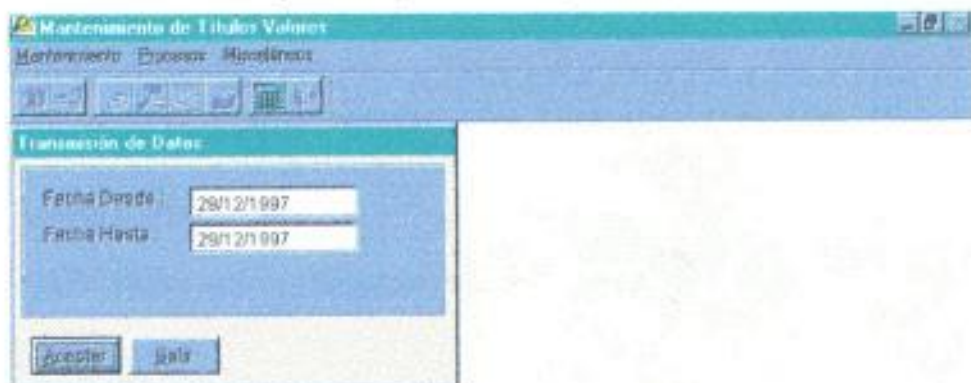 Mantenimiento de Títulos Valores
Mantenimiento Procesos Misceláneos
Transmisión de Datos
Fecha Desde :
29/12/1997
Fecha Hasta
29/12/1997
Aceptar Salir